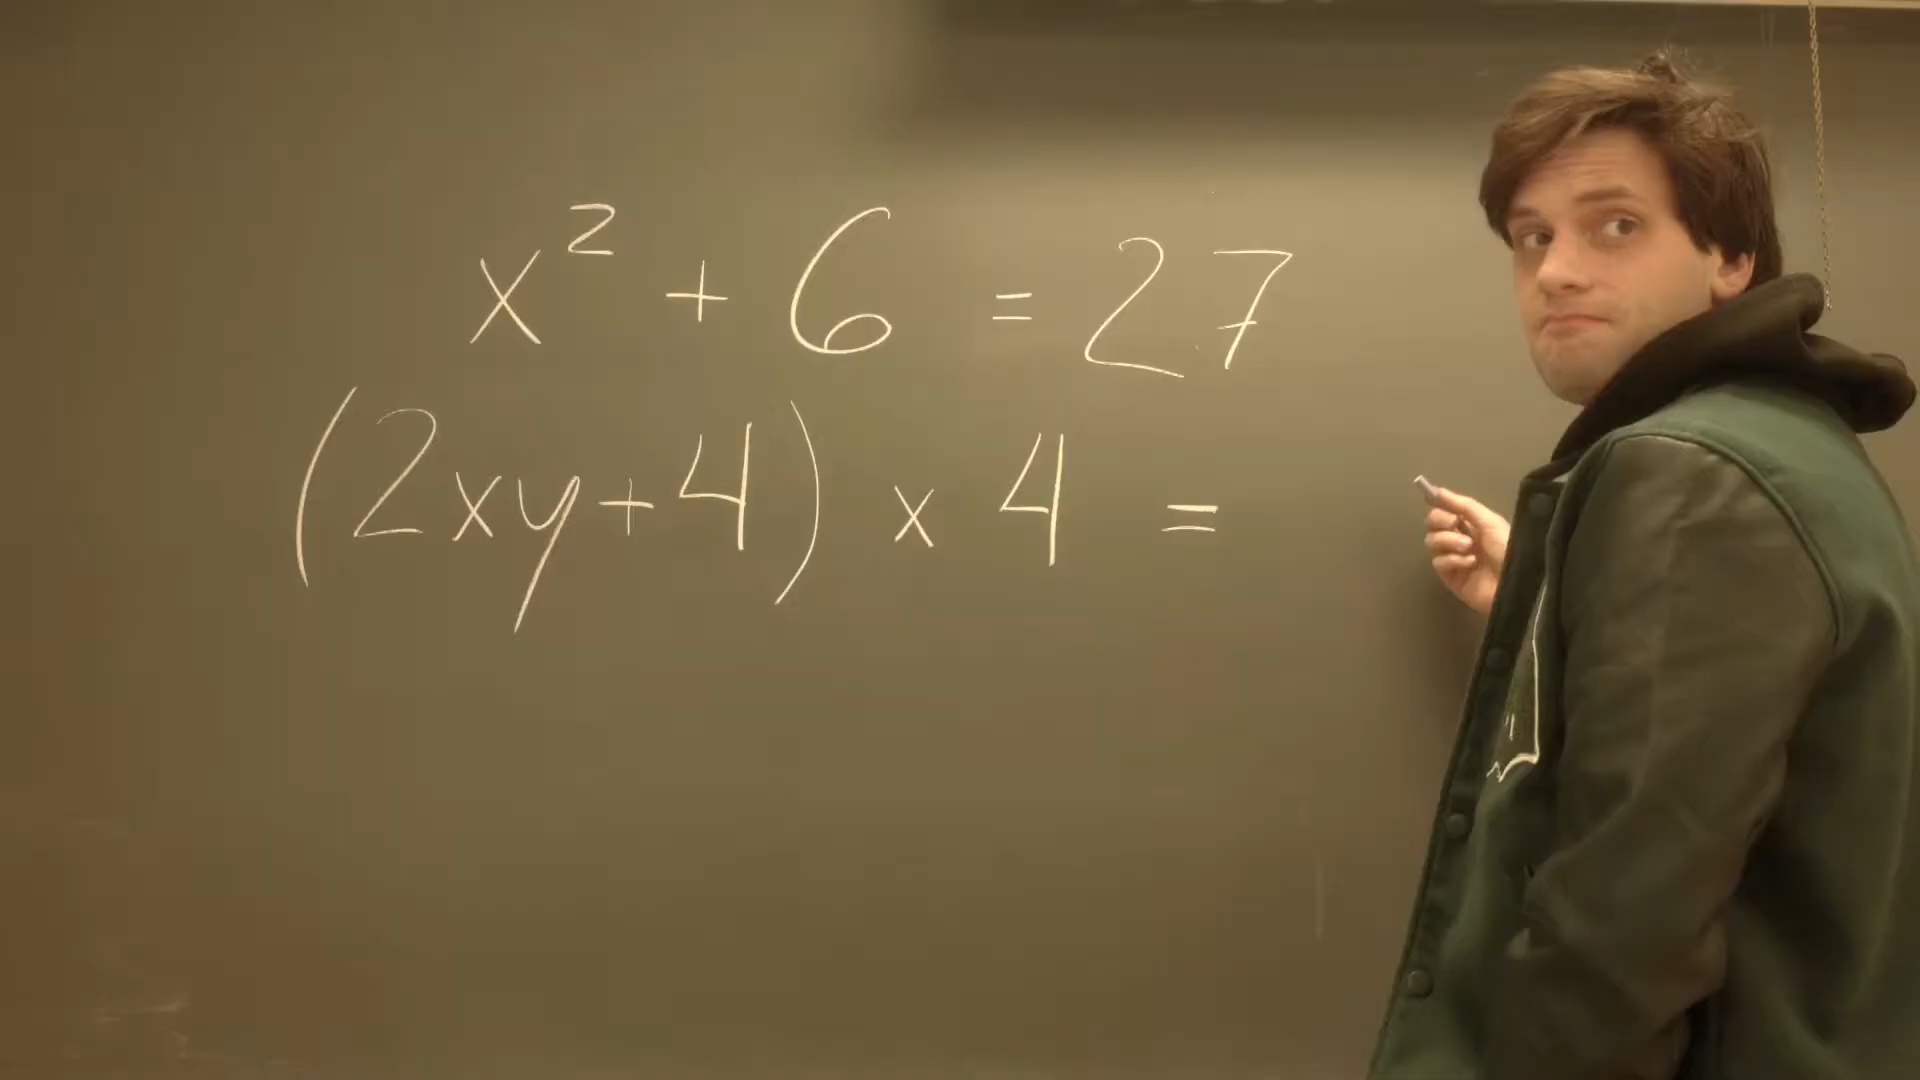 x² + 6 = 27
(2xy+4) x 4 =